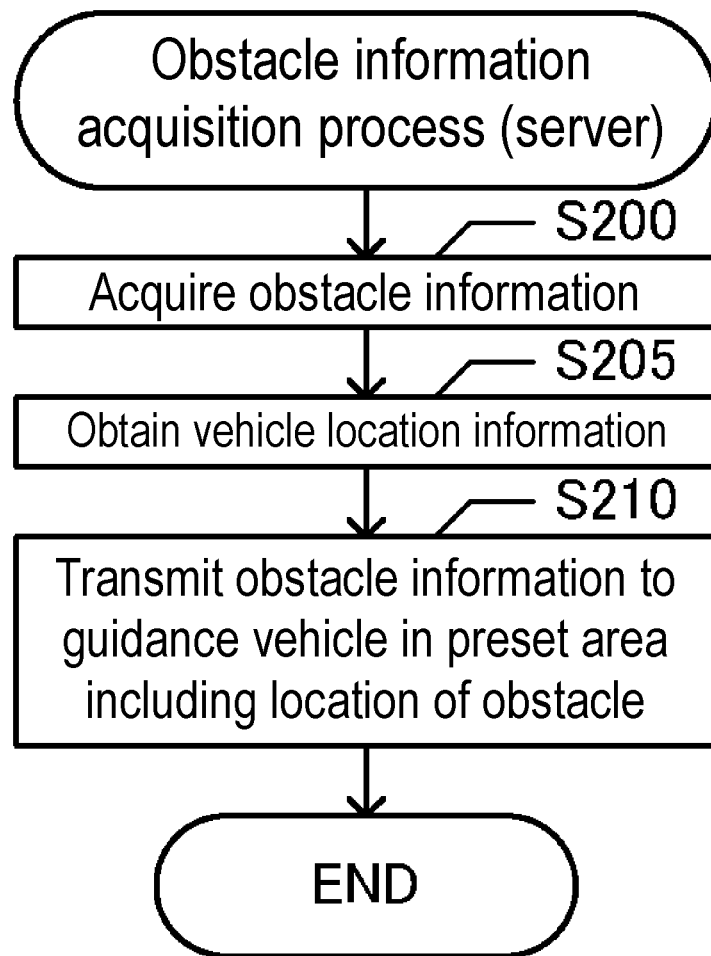 Obstacle information
acquisition process (server)
S200
Acquire obstacle information
S205
Obtain vehicle location information
S210
Transmit obstacle information to
guidance vehicle in preset area
including location of obstacle
END